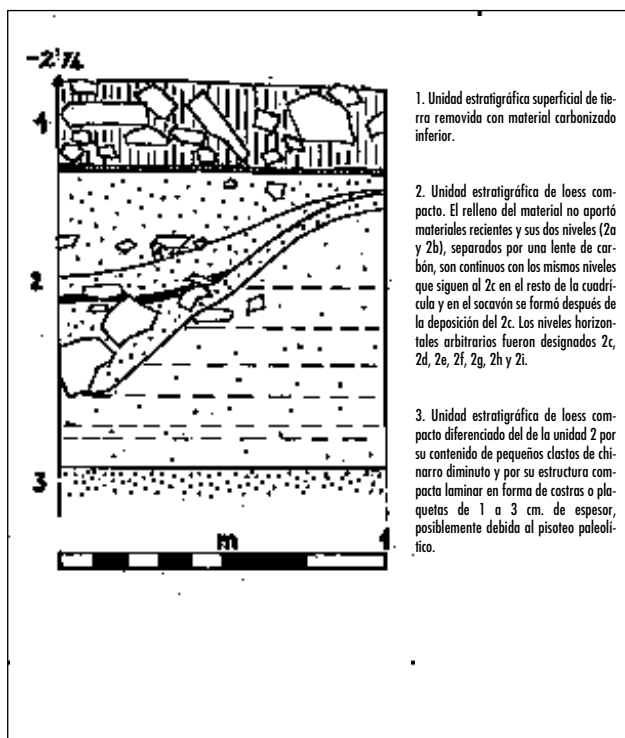 -2'74
1
2
3
m
1
1. Unidad estratigráfica superficial de tie-
rra removida con material carbonizado
inferior.
2. Unidad estratigráfica de loess com-
pacto. El relleno del material no aportó
materiales recientes y sus dos niveles (2a
y 2b), separados por una lente de car-
bón, son continuos con los mismos niveles
que siguen al 2c en el resto de la cuadrí-
cula y en el socavón se formó después de
la deposición del 2c. Los niveles horizon-
tales arbitrarios fueron designados 2c,
2d, 2e, 2f, 2g, 2h y 2i.
3. Unidad estratigráfica de loess com-
pacto diferenciado del de la unidad 2 por
su contenido de pequeños clastos de chi-
narro diminuto y por su estructura com-
pacta laminar en forma de costras o pla-
quetas de 1 a 3 cm. de espesor,
posiblemente debida al pisoteo paleolí-
tico.